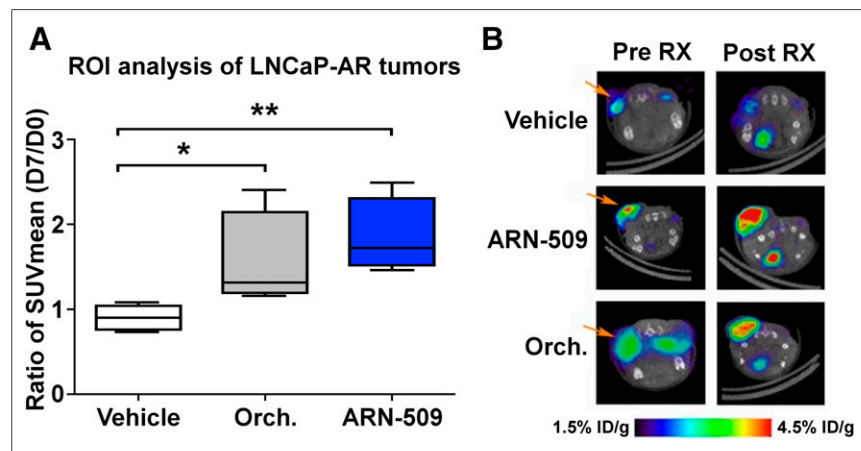 A
ROI analysis of LNCaP-AR tumors
Ratio of SUVmean (D7/D0)
3
2
1
0
*
**
Vehicle
Orch.
ARN-509
B
Pre RX
Post RX
Vehicle
ARN-509
Orch.
1.5% ID/g
4.5% ID/g